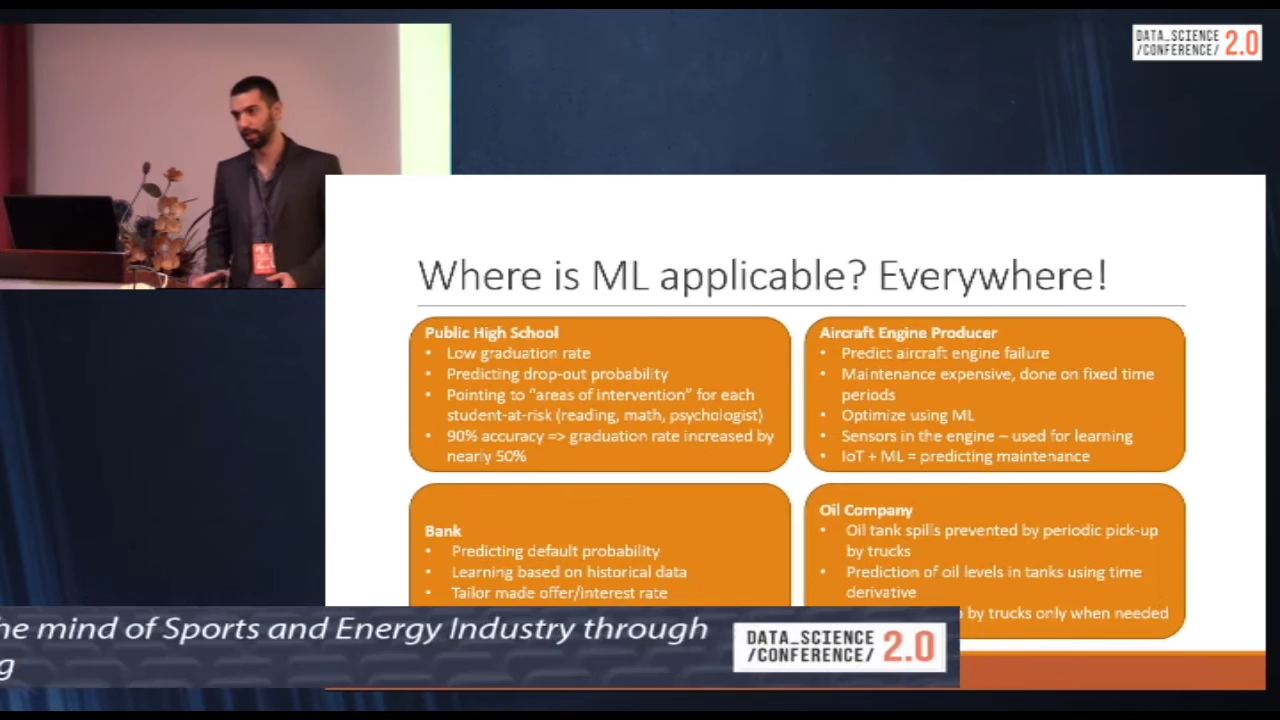 DATA_SCIENCE
/CONFERENCE/ 2.0
Where is ML applicable? Everywhere!
Public High School
• Low graduation rate
• Predicting drop-out probability
• Pointing to “areas of intervention” for each
student-at-risk (reading, math, psychologist)
• 90% accuracy => graduation rate increased by
nearly 50%
Aircraft Engine Producer
• Predict aircraft engine failure
• Maintenance expensive, done on fixed time
periods
• Optimize using ML
• Sensors in the engine – used for learning
• IoT + ML = predicting maintenance
Bank
• Predicting default probability
• Learning based on historical data
• Tailor made offer/interest rate
Oil Company
• Oil tank spills prevented by periodic pick-up
by trucks
• Prediction of oil levels in tanks using time
derivative
by trucks only when needed
mind of Sports and Energy Industry through
DATA_SCIENCE
/CONFERENCE/ 2.0
2.0